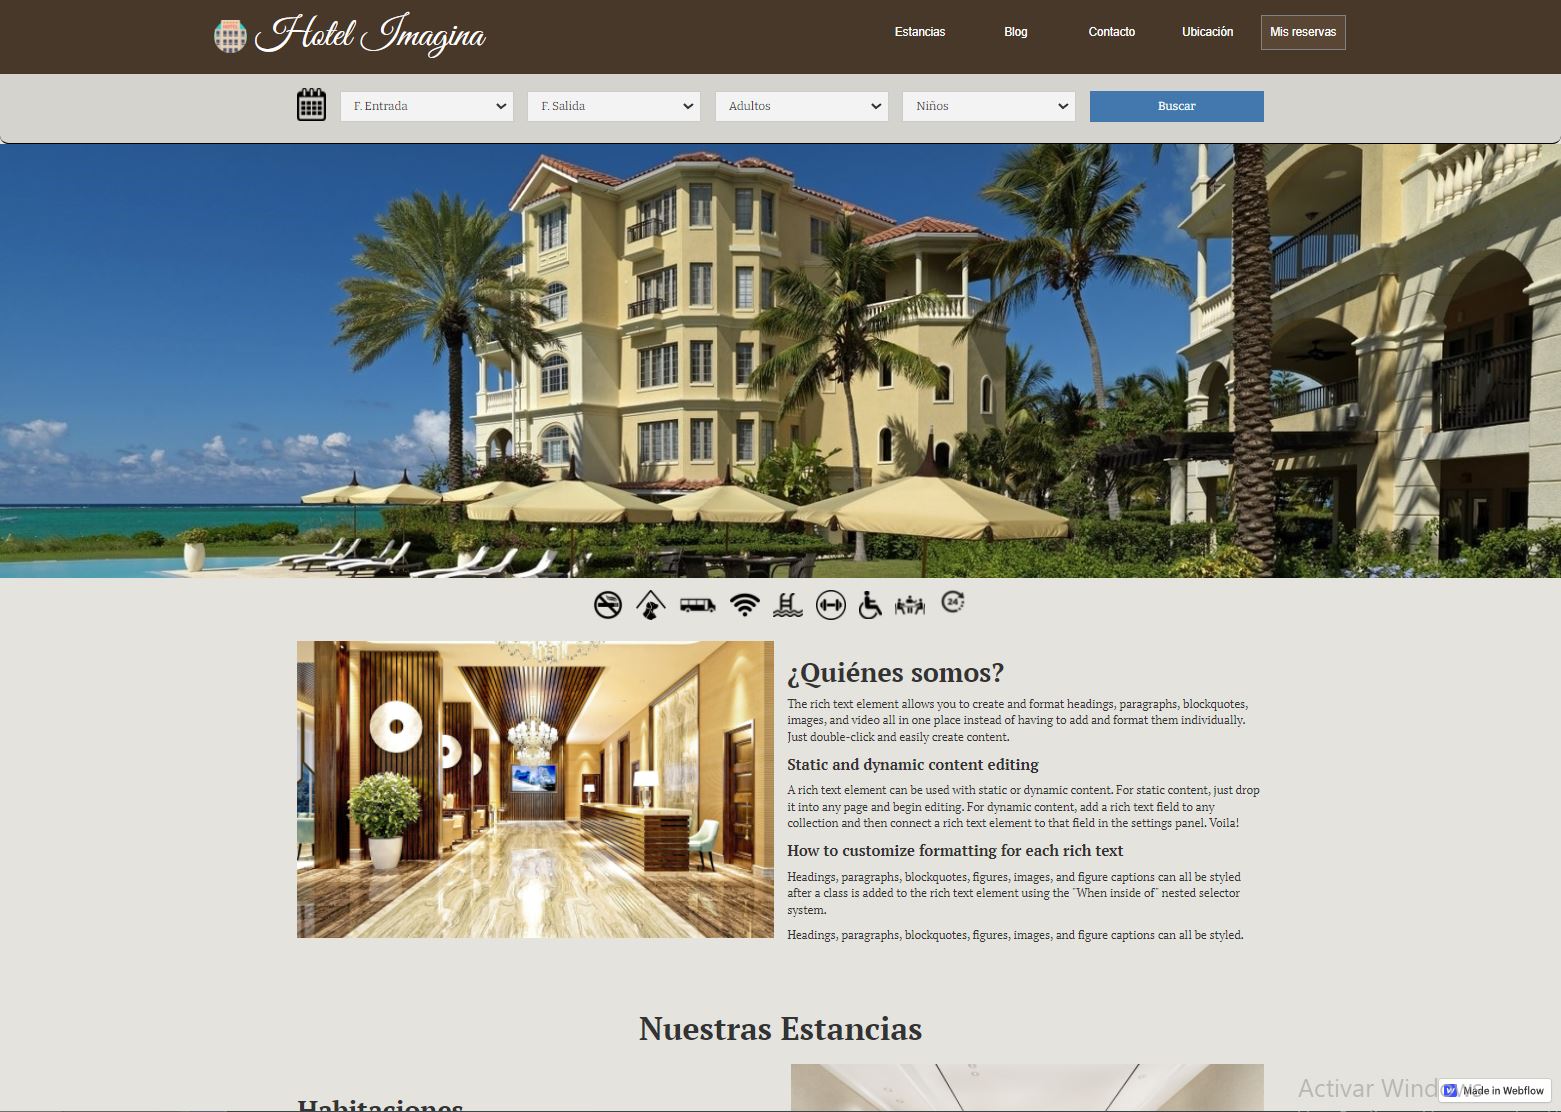 Hotel Imagina
Estancias
Blog
Contacto
Ubicación
Mis reservas
F. Entrada
F. Salida
Adultos
Niños
Buscar
24
¿Quiénes somos?
The rich text element allows you to create and format headings, paragraphs, blockquotes,
images, and video all in one place instead of having to add and format them individually.
Just double-click and easily create content.
Static and dynamic content editing
A rich text element can be used with static or dynamic content. For static content, just drop
it into any page and begin editing. For dynamic content, add a rich text field to any
collection and then connect a rich text element to that field in the settings panel. Voila!
How to customize formatting for each rich text
Headings, paragraphs, blockquotes, figures, images, and figure captions can all be styled
after a class is added to the rich text element using the "When inside of" nested selector
system.
Headings, paragraphs, blockquotes, figures, images, and figure captions can all be styled.
Nuestras Estancias
Habitaciones
Activar Windows
Made in Webflow